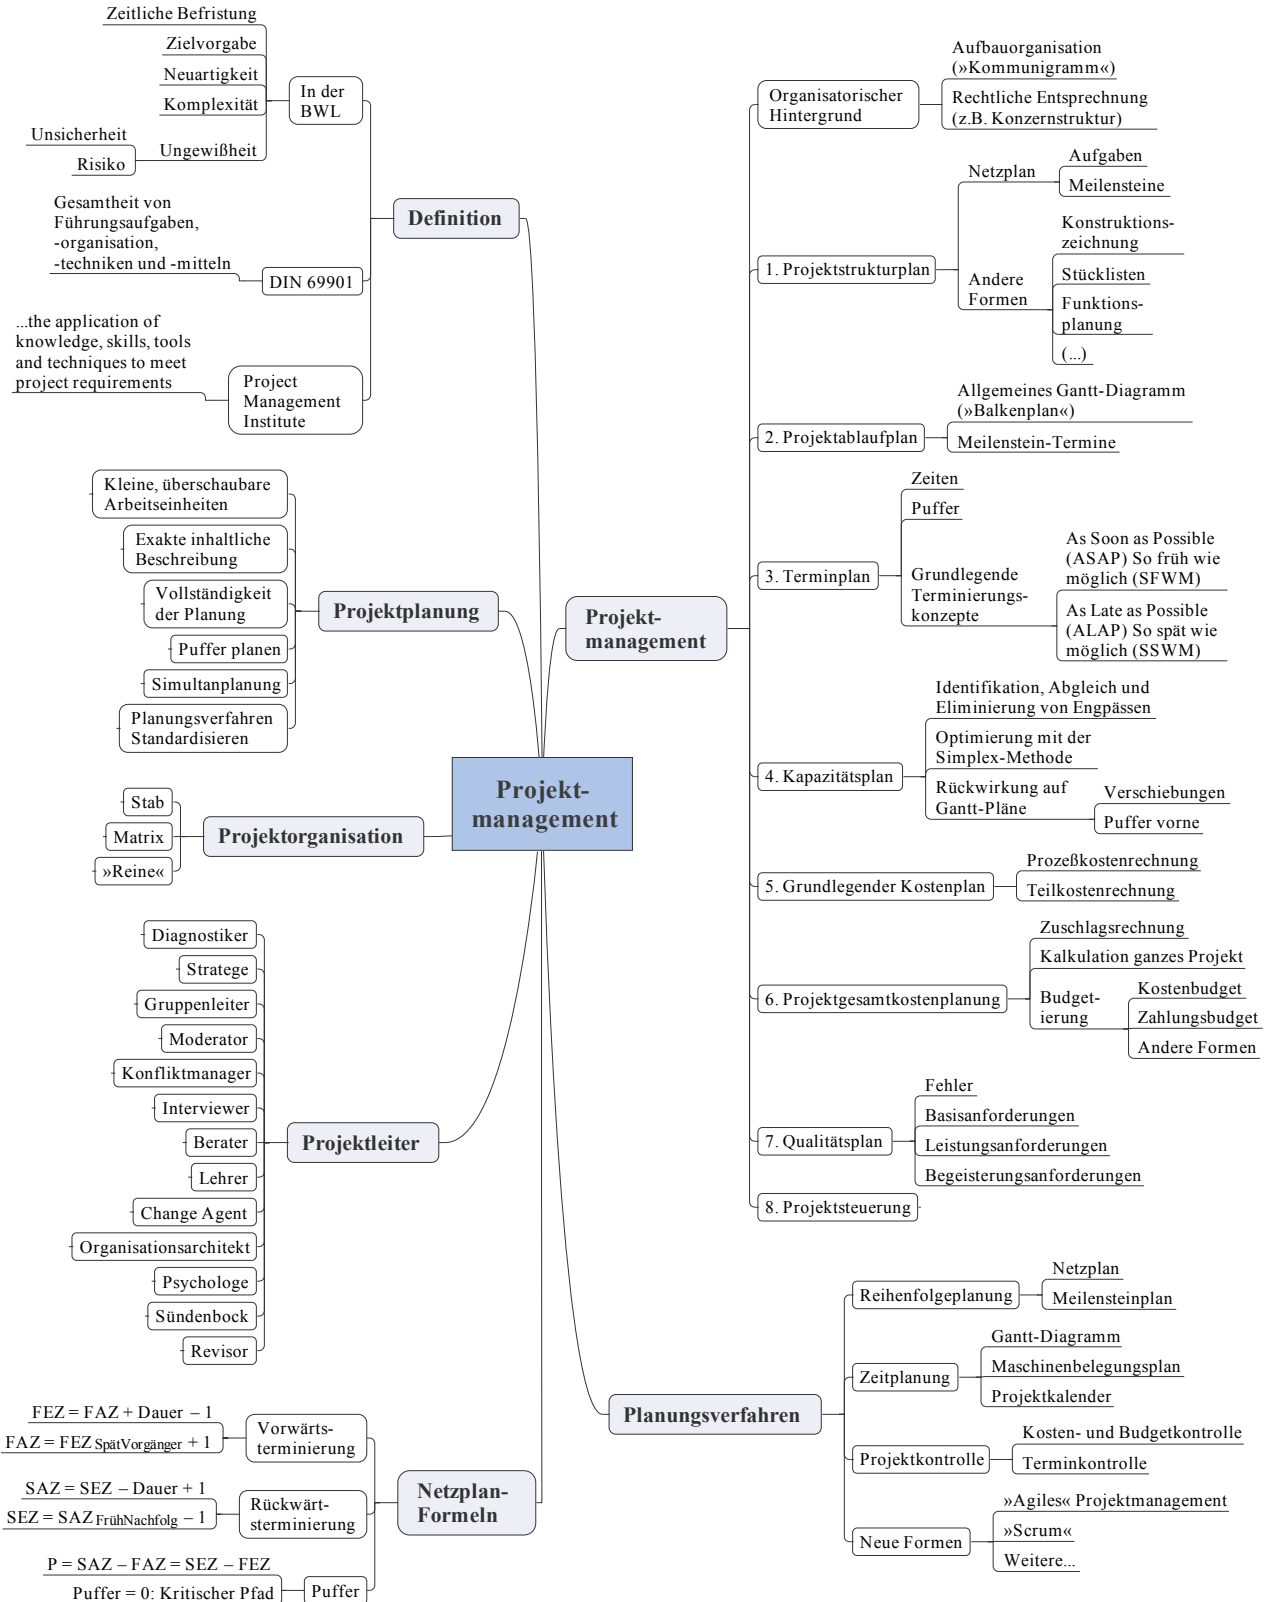 Projekt-
management
Definition
In der
BWL
Zeitliche Befristung
Zielvorgabe
Neuartigkeit
Komplexität
Ungewißheit
Unsicherheit
Risiko
DIN 69901
Gesamtheit von
Führungsaufgaben,
-organisation,
-techniken und -mitteln
Project
Management
Institute
...the application of
knowledge, skills, tools
and techniques to meet
project requirements
Projektplanung
Kleine, überschaubare
Arbeitseinheiten
Exakte inhaltliche
Beschreibung
Vollständigkeit
der Planung
Puffer planen
Simultanplanung
Planungsverfahren
Standardisieren
Projektorganisation
Stab
Matrix
»Reine«
Projektleiter
Diagnostiker
Stratege
Gruppenleiter
Moderator
Konfliktmanager
Interviewer
Berater
Lehrer
Change Agent
Organisationsarchitekt
Psychologe
Sündenbock
Revisor
Netzplan-
Formeln
Vorwärts-
terminierung
FEZ = FAZ + Dauer – 1
FAZ = FEZ SpätVorgänger + 1
Rückwärt-
sterminierung
SAZ = SEZ – Dauer + 1
SEZ = SAZ FrühNachfolg – 1
Puffer
P = SAZ – FAZ = SEZ – FEZ
Puffer = 0: Kritischer Pfad
Projekt-
management
Organisatorischer
Hintergrund
Aufbauorganisation
(»Kommunigramm«)
Rechtliche Entsprechnung
(z.B. Konzernstruktur)
1. Projektstrukturplan
Netzplan
Aufgaben
Meilensteine
Andere
Formen
Konstruktions-
zeichnung
Stücklisten
Funktions-
planung
(...)
2. Projektablaufplan
Allgemeines Gantt-Diagramm
(»Balkenplan«)
Meilenstein-Termine
3. Terminplan
Zeiten
Puffer
Grundlegende
Terminierungs-
konzepte
As Soon as Possible
(ASAP) So früh wie
möglich (SFWM)
As Late as Possible
(ALAP) So spät wie
möglich (SSWM)
4. Kapazitätsplan
Identifikation, Abgleich und
Eliminierung von Engpässen
Optimierung mit der
Simplex-Methode
Rückwirkung auf
Gantt-Pläne
Verschiebungen
Puffer vorne
5. Grundlegender Kostenplan
Prozeßkostenrechnung
Teilkostenrechnung
6. Projektgesamtkostenplanung
Zuschlagsrechnung
Kalkulation ganzes Projekt
Budget-
ierung
Kostenbudget
Zahlungsbudget
Andere Formen
7. Qualitätsplan
Fehler
Basisanforderungen
Leistungsanforderungen
Begeisterungsanforderungen
8. Projektsteuerung
Planungsverfahren
Reihenfolgeplanung
Netzplan
Meilensteinplan
Zeitplanung
Gantt-Diagramm
Maschinenbelegungsplan
Projektkalender
Projektkontrolle
Kosten- und Budgetkontrolle
Terminkontrolle
Neue Formen
»Agiles« Projektmanagement
»Scrum«
Weitere...